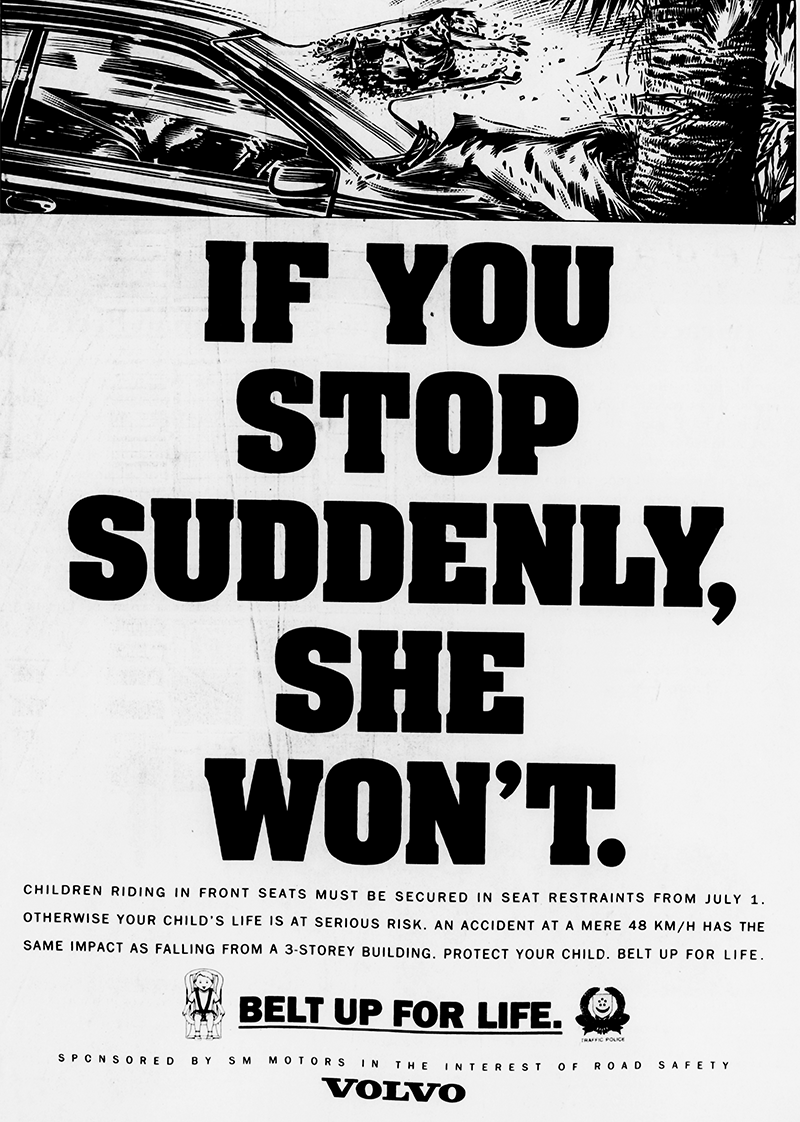 IF YOU
STOP
SUDDENLY,
SHE
WON'T.
CHILDREN RIDING IN FRONT SEATS MUST BE SECURED IN SEAT RESTRAINTS FROM JULY 1.
OTHERWISE YOUR CHILD'S LIFE IS AT SERIOUS RISK. AN ACCIDENT AT A MERE 48 KM/H HAS THE
SAME IMPACT AS FALLING FROM A 3-STOREY BUILDING. PROTECT YOUR CHILD. BELT UP FOR LIFE.
BELT UP FOR LIFE.
TRAFFIC POLICE
SPONSORED BY SM MOTORS IN THE INTEREST OF ROAD SAFETY
VOLVO